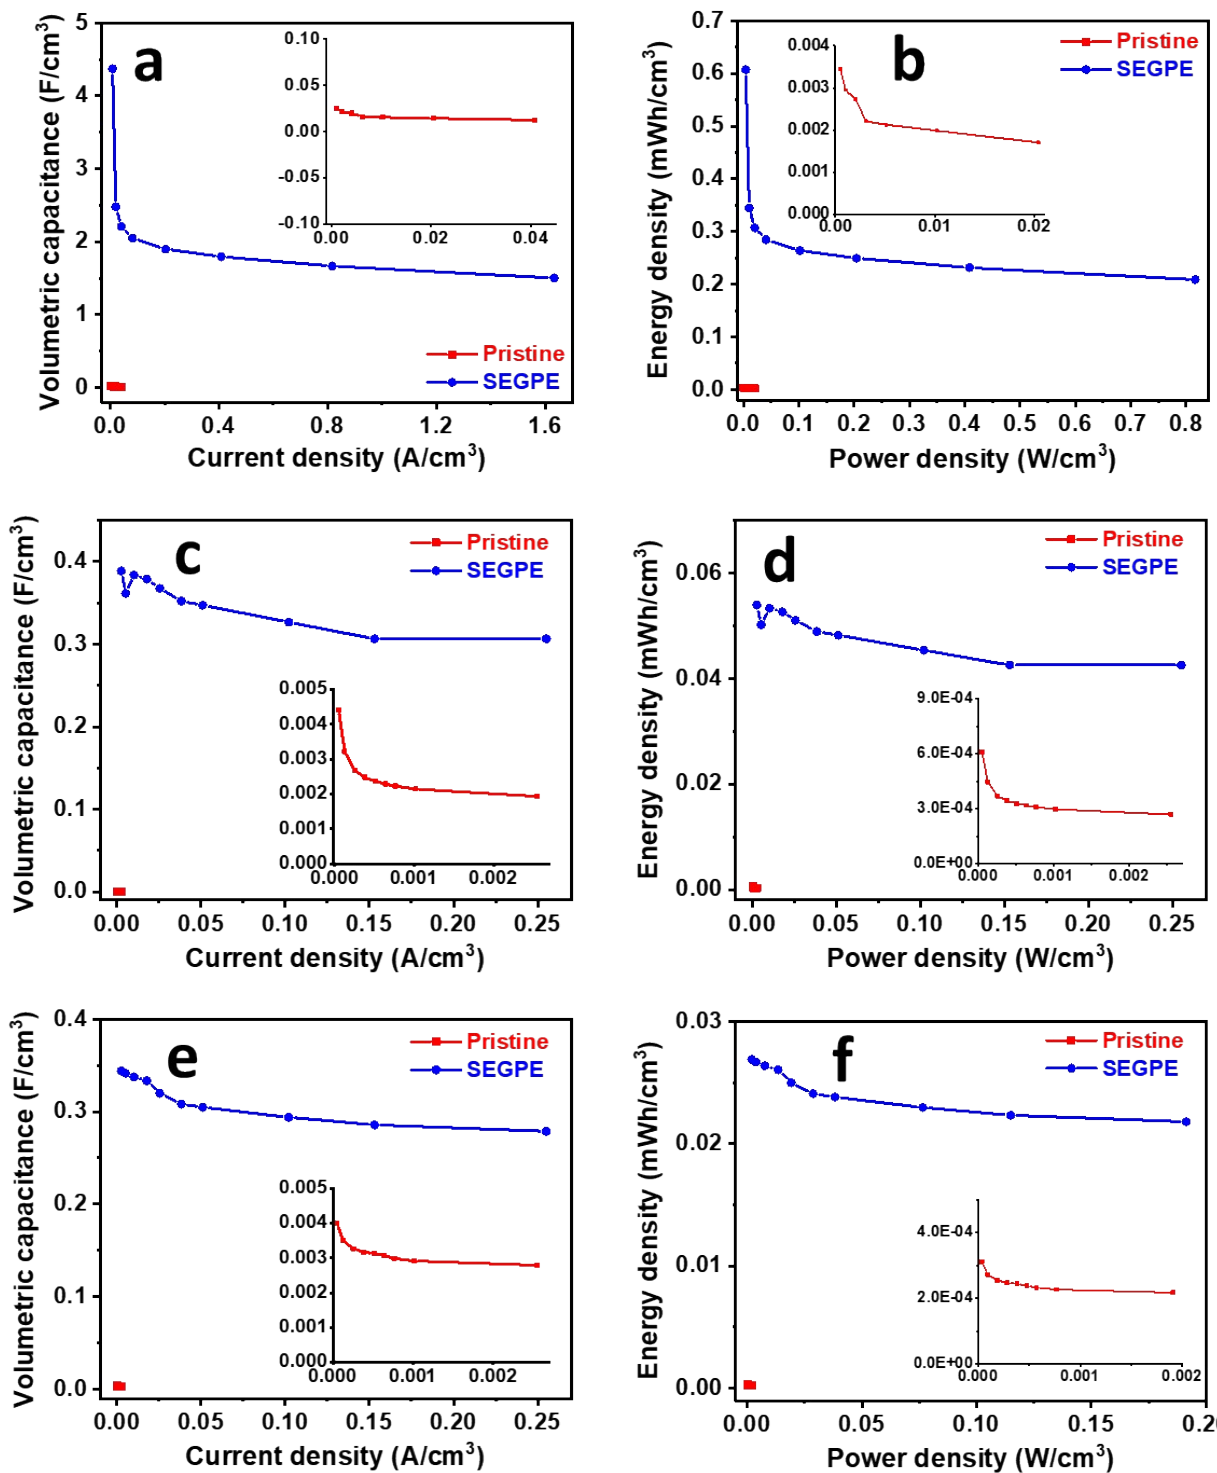 a
Volumetric capacitance (F/cm³)
5
4
3
2
1
0
0.0
0.4
0.8
1.2
1.6
Current density (A/cm³)
Pristine
SEGPE
0.10
0.05
0.00
-0.05
-0.10
0.00
0.02
0.04
b
Energy density (mWh/cm³)
0.7
0.6
0.5
0.4
0.3
0.2
0.1
0.0
0.0
0.1
0.2
0.3
0.4
0.5
0.6
0.7
0.8
Power density (W/cm³)
Pristine
SEGPE
0.004
0.003
0.002
0.001
0.000
0.00
0.01
0.02
c
Volumetric capacitance (F/cm³)
0.4
0.3
0.2
0.1
0.0
0.00
0.05
0.10
0.15
0.20
0.25
Current density (A/cm³)
Pristine
SEGPE
0.005
0.004
0.003
0.002
0.001
0.000
0.000
0.001
0.002
d
Energy density (mWh/cm³)
0.06
0.04
0.02
0.00
0.00
0.05
0.10
0.15
0.20
0.25
Power density (W/cm³)
Pristine
SEGPE
9.0E-04
6.0E-04
3.0E-04
0.0E+00
0.000
0.001
0.002
e
Volumetric capacitance (F/cm³)
0.4
0.3
0.2
0.1
0.0
0.00
0.05
0.10
0.15
0.20
0.25
Current density (A/cm³)
Pristine
SEGPE
0.005
0.004
0.003
0.002
0.001
0.000
0.000
0.001
0.002
f
Energy density (mWh/cm³)
0.03
0.02
0.01
0.00
0.00
0.05
0.10
0.15
0.20
Power density (W/cm³)
Pristine
SEGPE
4.0E-04
2.0E-04
0.0E+00
0.000
0.001
0.002